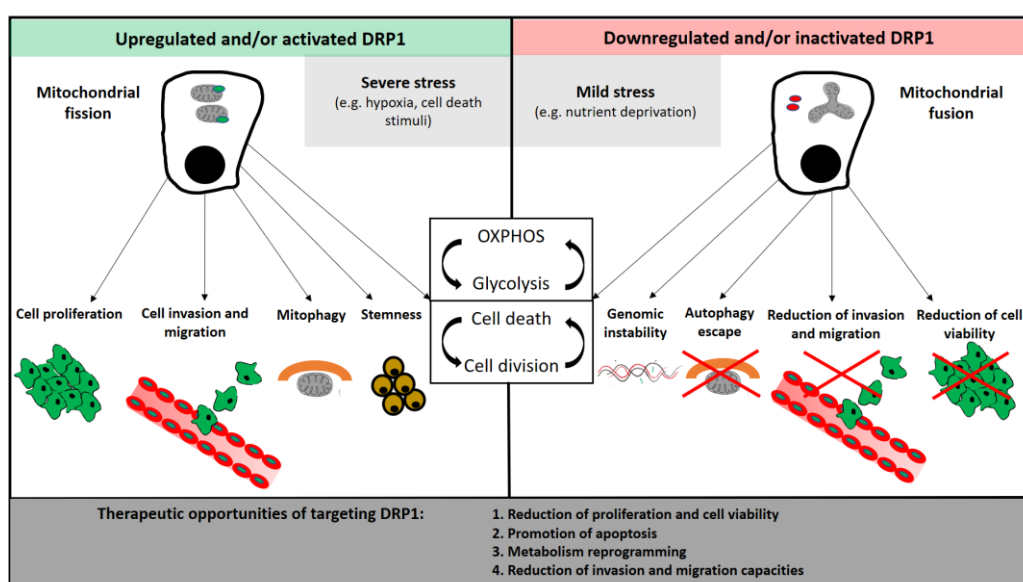 Upregulated and/or activated DRP1
Downregulated and/or inactivated DRP1
Mitochondrial
fission
Severe stress
(e.g. hypoxia, cell death
stimuli)
Mild stress
(e.g. nutrient deprivation)
Mitochondrial
fusion
OXPHOS
Glycolysis
Cell death
Cell division
Cell proliferation
Cell invasion and
migration
Mitophagy
Stemness
Genomic
instability
Autophagy
escape
Reduction of invasion
and migration
Reduction of cell
viability
Therapeutic opportunities of targeting DRP1:
1. Reduction of proliferation and cell viability
2. Promotion of apoptosis
3. Metabolism reprogramming
4. Reduction of invasion and migration capacities